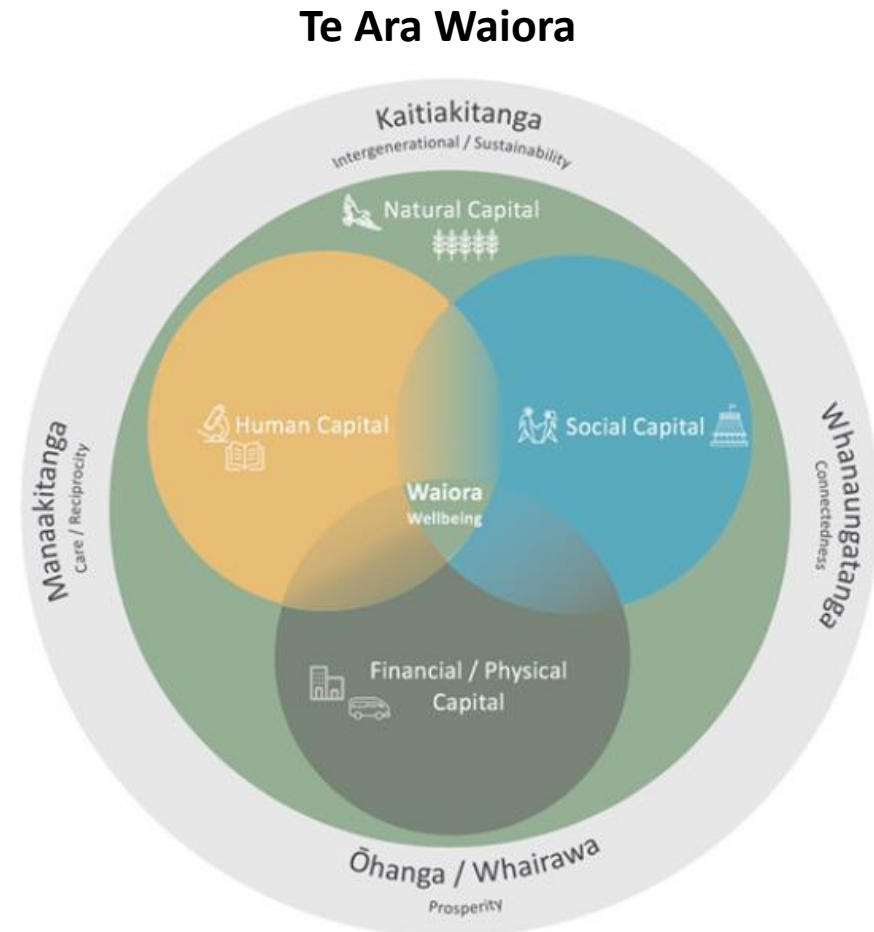 Te Ara Waiora
Kaitiakitanga
Intergenerational / Sustainability
Natural Capital
Human Capital
Social Capital
Manaakitanga
Care / Reciprocity
Whanaungatanga
Connectedness
Waiora
Wellbeing
Financial / Physical
Capital
Ōhanga / Whairawa
Prosperity